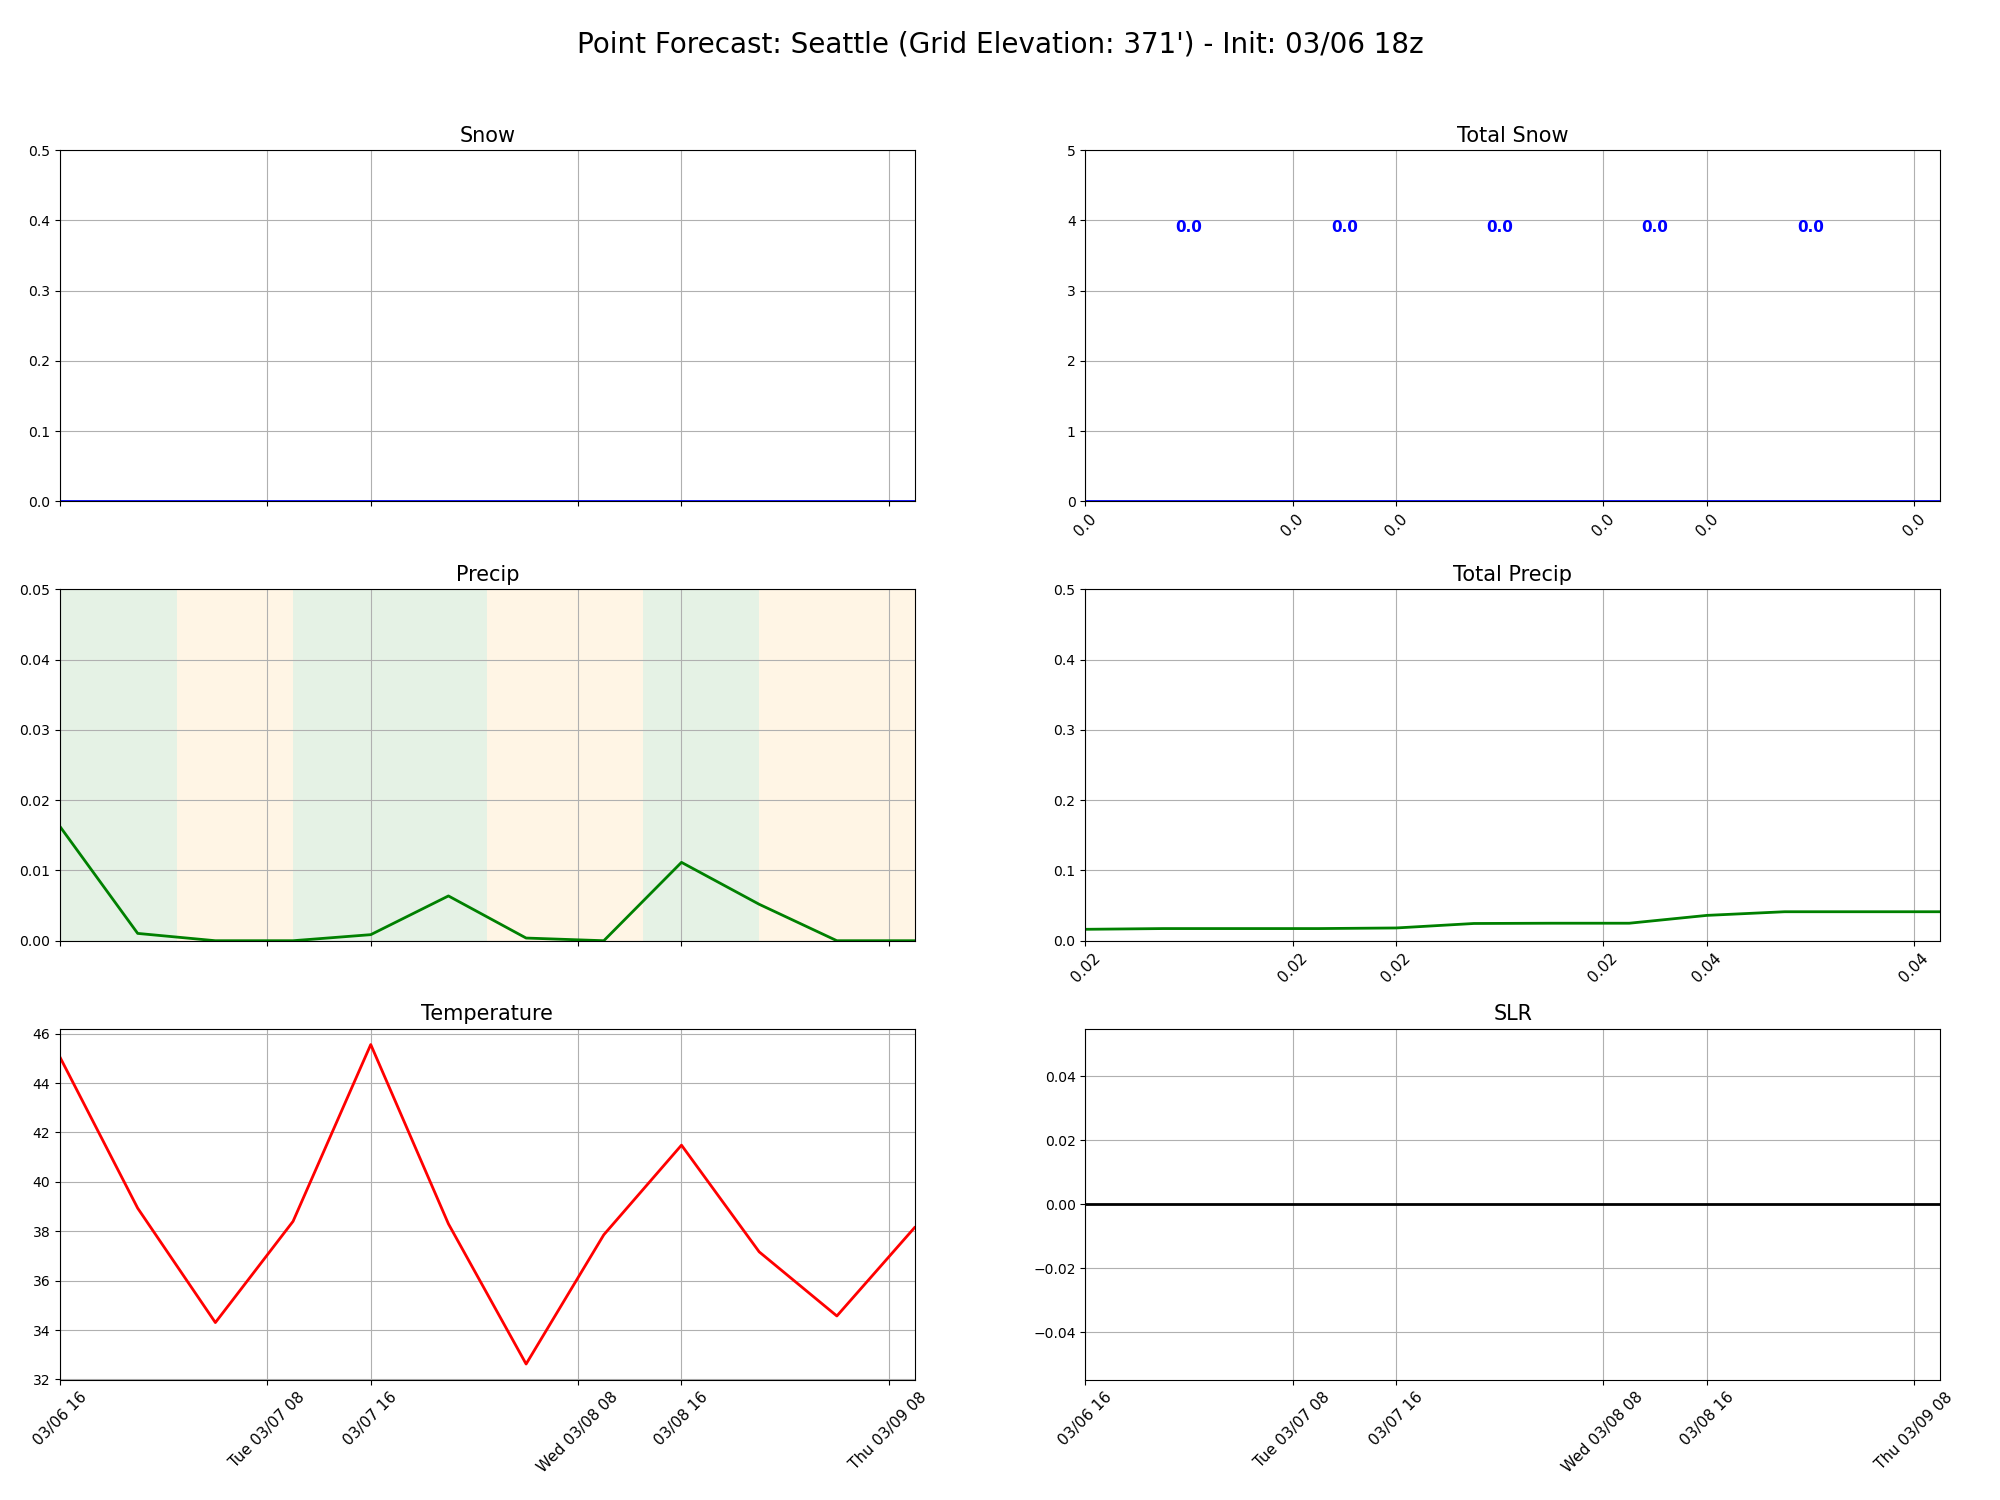 Point Forecast: Seattle (Grid Elevation: 371') - Init: 03/06 18z
Snow
0.5
0.4
0.3
0.2
0.1
0.0
Total Snow
5
4
3
2
1
0
0.0 0.0 0.0 0.0 0.0
0.0 0.0 0.0 0.0 0.0 0.0
Precip
0.05
0.04
0.03
0.02
0.01
0.00
Total Precip
0.5
0.4
0.3
0.2
0.1
0.0
0.02 0.02 0.02 0.02 0.04 0.04
Temperature
46
44
42
40
38
36
34
32
03/06 16
Tue 03/07 08
03/07 16
Wed 03/08 08
03/08 16
Thu 03/09 08
SLR
0.04
0.02
0.00
−0.02
−0.04
03/06 16
Tue 03/07 08
03/07 16
Wed 03/08 08
03/08 16
Thu 03/09 08